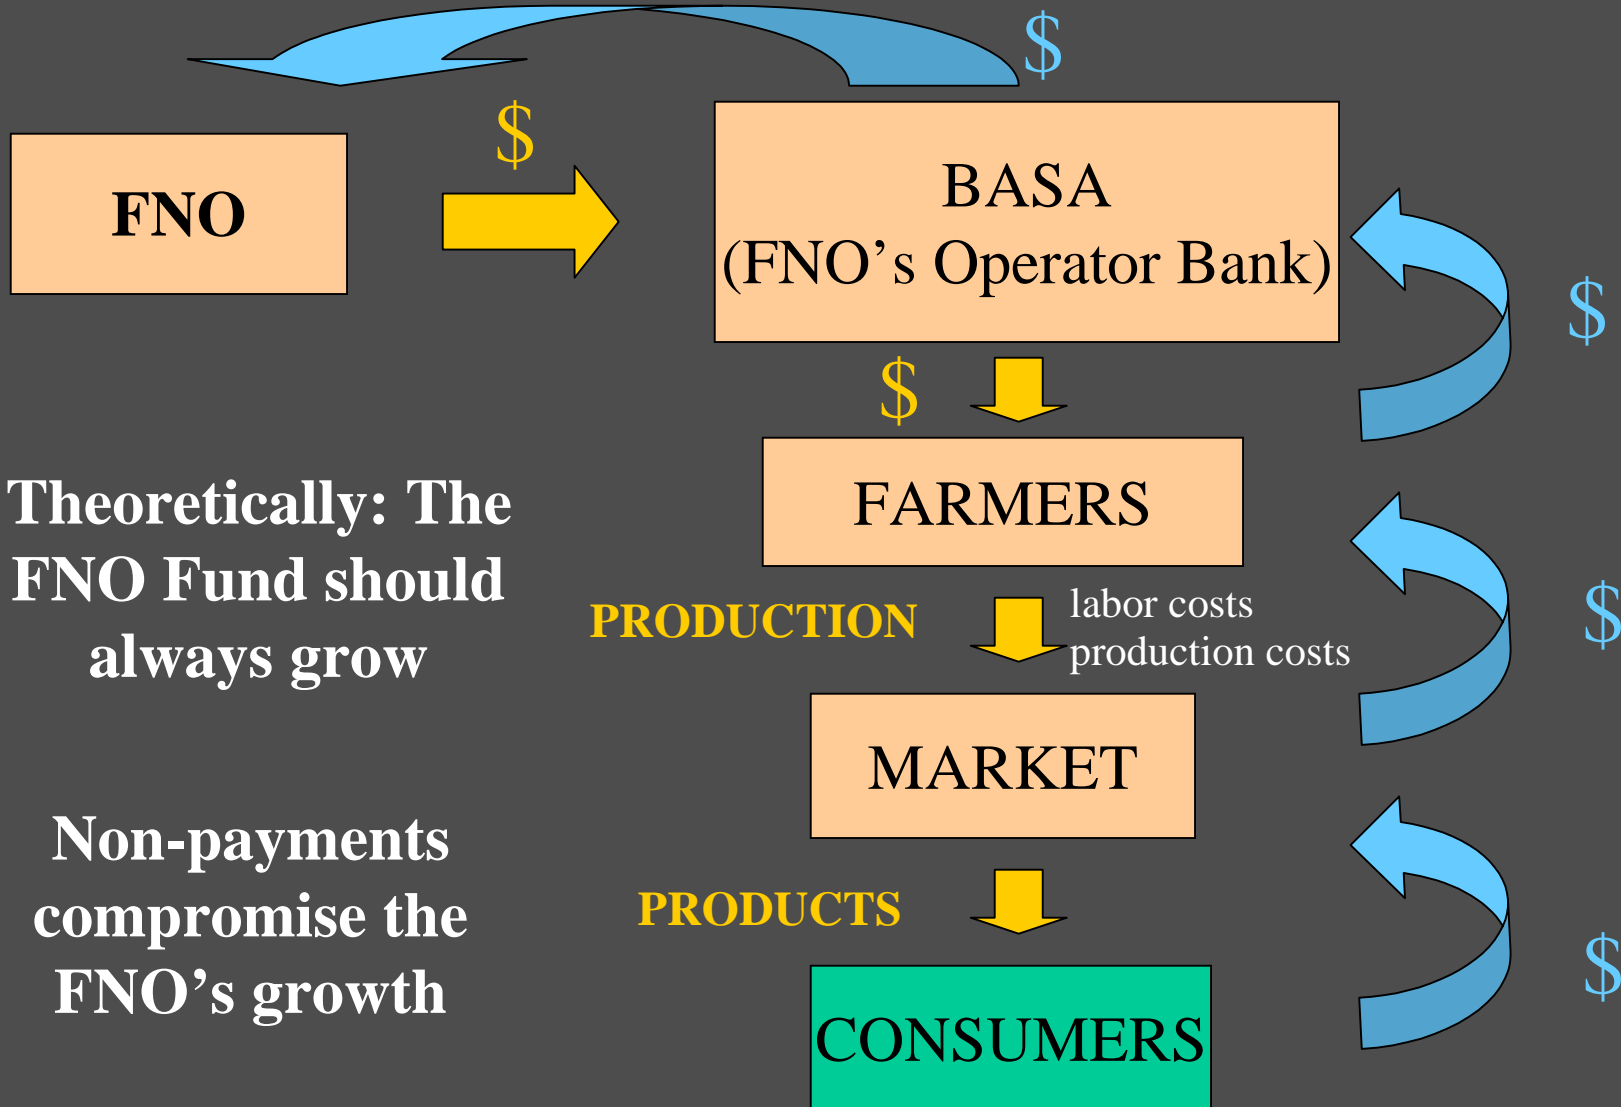 $
$
FNO
BASA
(FNO’s Operator Bank)
$
$
FARMERS
Theoretically: The
FNO Fund should
always grow
PRODUCTION
labor costs
production costs
$
MARKET
Non-payments
compromise the
FNO’s growth
PRODUCTS
$
CONSUMERS